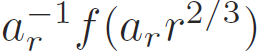 $a_r^{-1} f(a_r r^{2/3})$